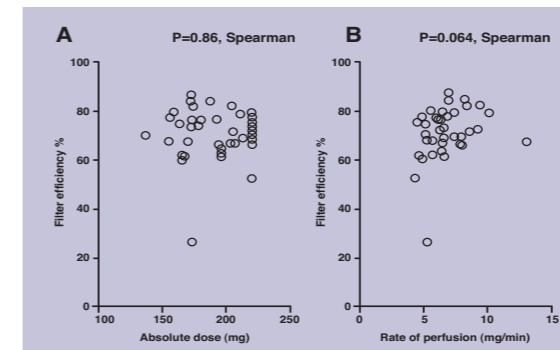 A
P=0.86, Spearman
Filter efficiency %
100
80
60
40
20
0
100
150
200
250
Absolute dose (mg)
B
P=0.064, Spearman
Filter efficiency %
100
80
60
40
20
0
0
5
10
15
Rate of perfusion (mg/min)